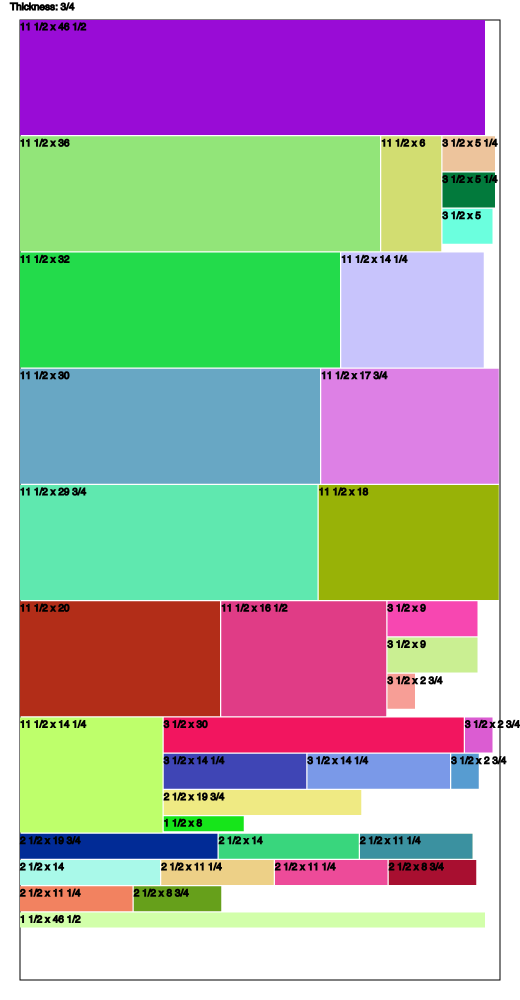 Thickness: 3/4
11 1/2 x 46 1/2
11 1/2 x 36
11 1/2 x 6
3 1/2 x 5 1/4
3 1/2 x 5 1/4
3 1/2 x 5
11 1/2 x 32
11 1/2 x 14 1/4
11 1/2 x 30
11 1/2 x 17 3/4
11 1/2 x 29 3/4
11 1/2 x 18
11 1/2 x 20
11 1/2 x 16 1/2
3 1/2 x 9
3 1/2 x 9
3 1/2 x 2 3/4
11 1/2 x 14 1/4
3 1/2 x 30
3 1/2 x 2 3/4
3 1/2 x 14 1/4
3 1/2 x 14 1/4
3 1/2 x 2 3/4
2 1/2 x 19 3/4
1 1/2 x 8
2 1/2 x 19 3/4
2 1/2 x 14
2 1/2 x 11 1/4
2 1/2 x 14
2 1/2 x 11 1/4
2 1/2 x 11 1/4
2 1/2 x 8 3/4
2 1/2 x 11 1/4
2 1/2 x 8 3/4
1 1/2 x 46 1/2